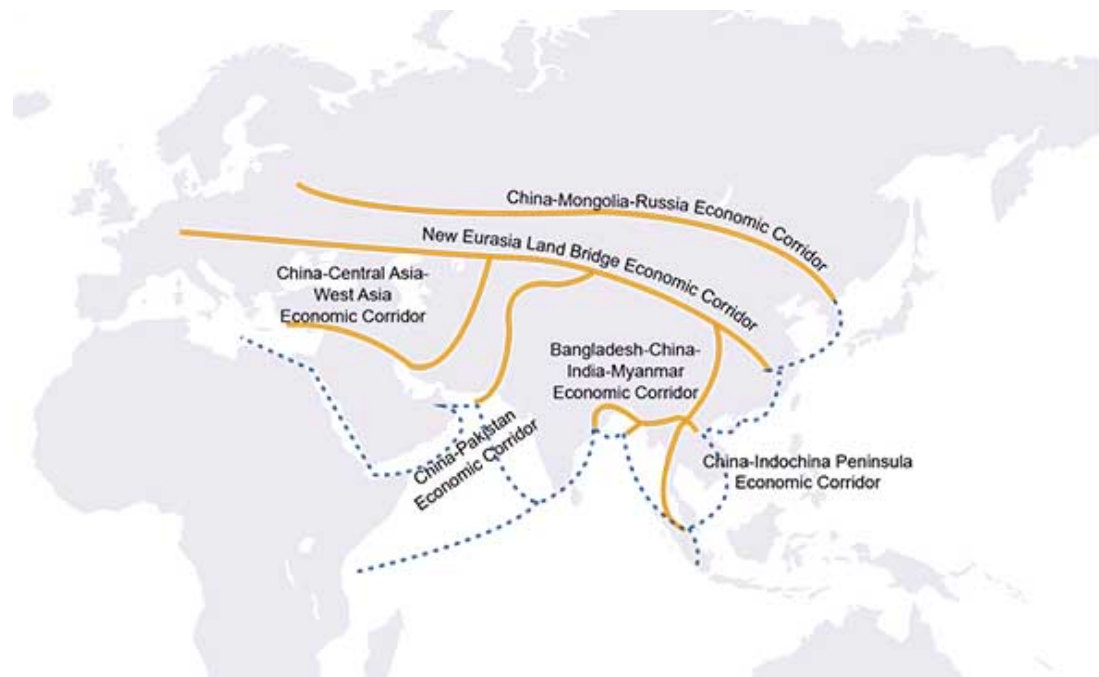 China-Mongolia-Russia Economic Corridor
New Eurasia Land Bridge Economic Corridor
China-Central Asia-
West Asia
Economic Corridor
Bangladesh-China-
India-Myanmar
Economic Corridor
China-Pakistan
Economic Corridor
China-Indochina Peninsula
Economic Corridor